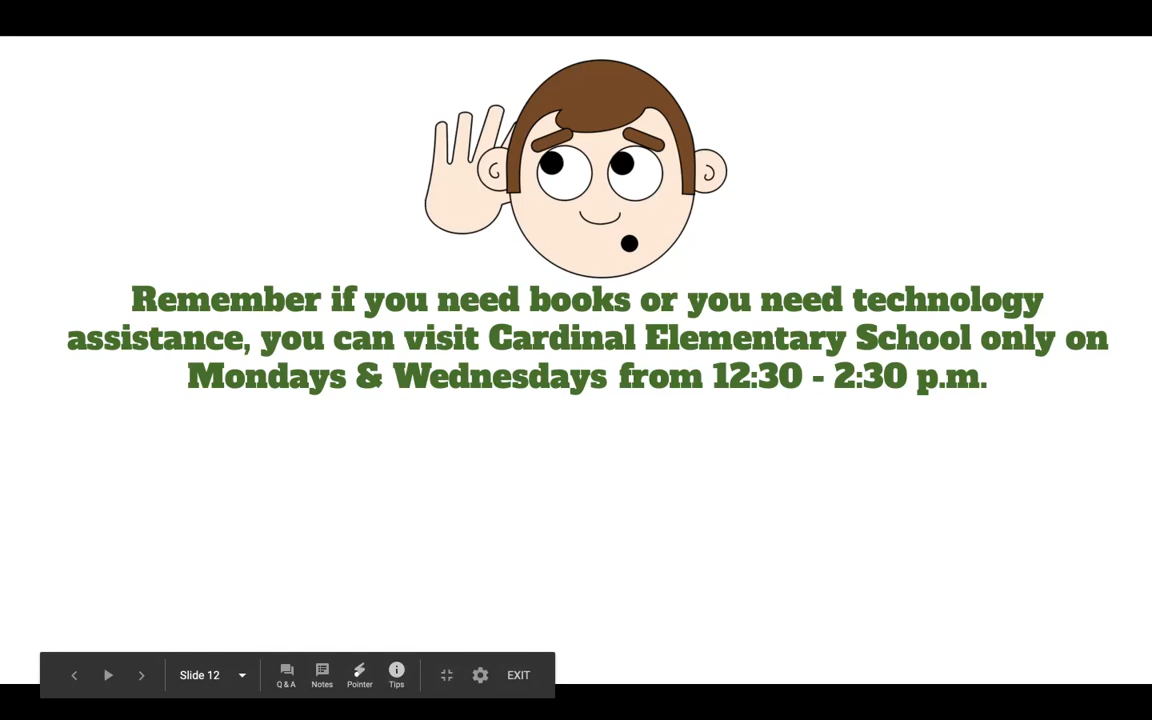 Remember if you need books or you need technology
assistance, you can visit Cardinal Elementary School only on
Mondays & Wednesdays from 12:30 - 2:30 p.m.
Slide 12
Q & A
Notes
Pointer
Tips
EXIT